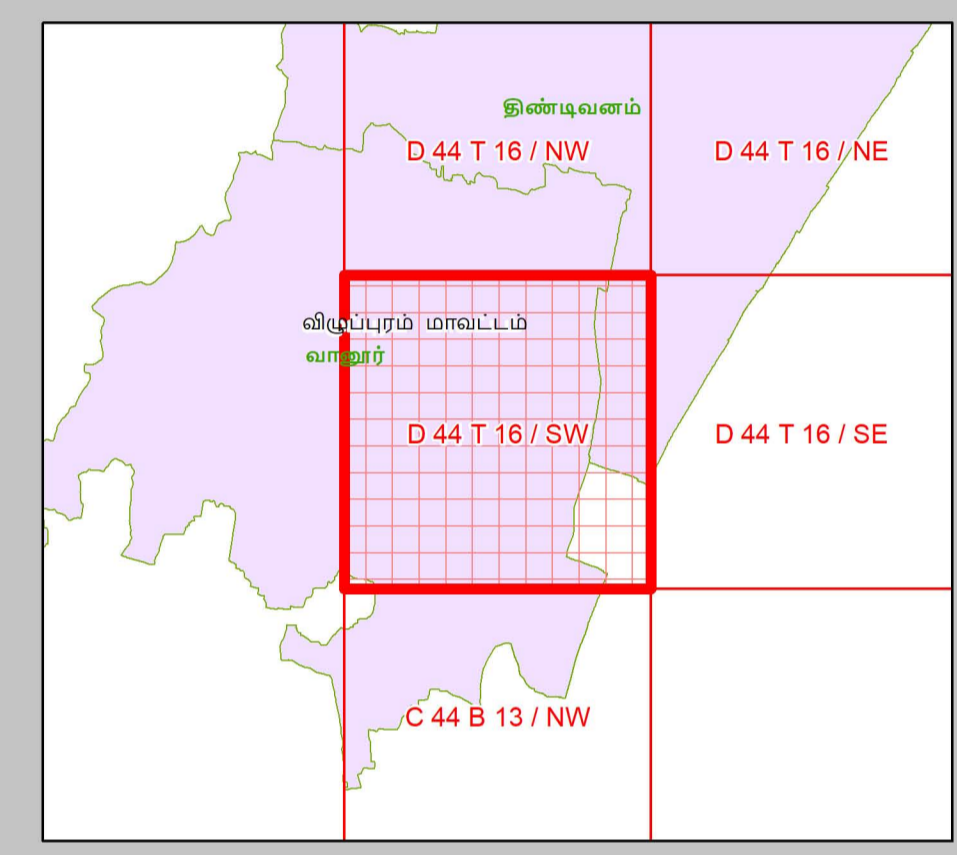 திண்டிவனம்
D 44 T 16 / NW
D 44 T 16 / NE
விழுப்புரம் மாவட்டம்
வானூர்
D 44 T 16 / SW
D 44 T 16 / SE
C 44 B 13 / NW